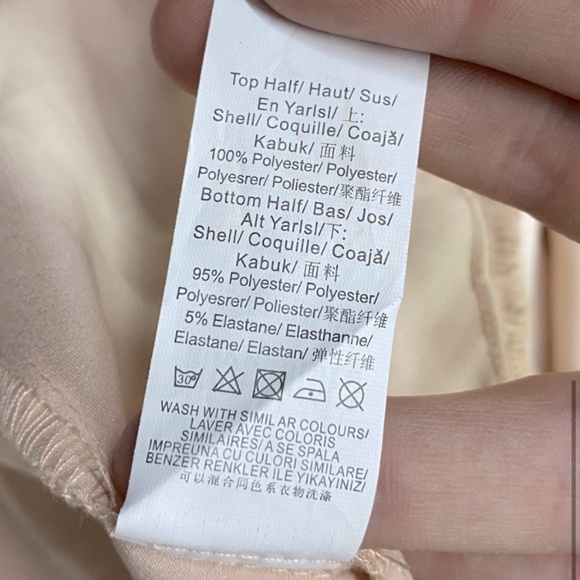 Top Half/ Haut/ Sus/
En Yarlsl/ 上:
Shell/ Coquille/ Coajă/
Kabuk/ 面料
100% Polyester/ Polyester/
Polyesrer/ Poliester/聚酯纤维
Bottom Half/ Bas/ Jos/
Alt Yarlsl/下:
Shell/ Coquille/ Coajă/
Kabuk/ 面料
95% Polyester/ Polyester/
Polyesrer/ Poliester/聚酯纤维
5% Elastane/ Elasthanne/
Elastane/ Elastan/ 弹性纤维
30°
WASH WITH SIMILAR COLOURS/
LAVER AVEC COLORIS
SIMILAIRES/ A SE SPALA
IMPREUNA CU CULORI SIMILARE/
BENZER RENKLER ILE YIKAYINIZ/
可以混合同色系衣物洗涤